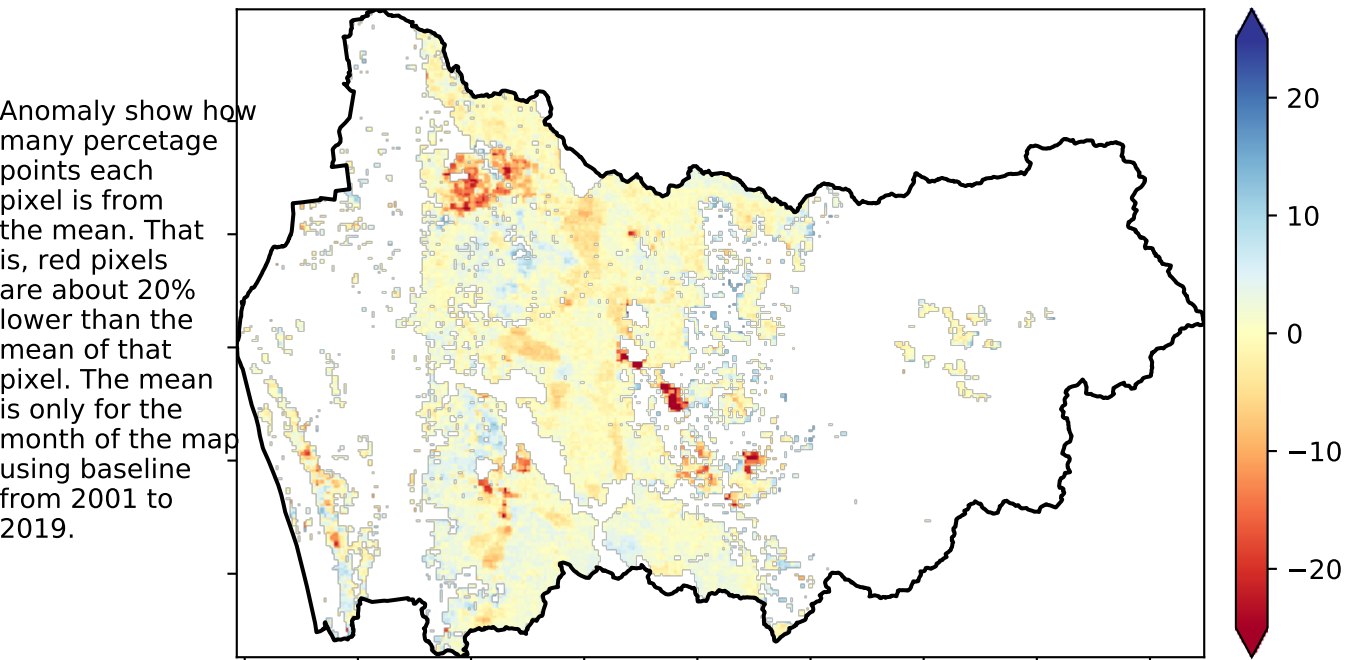 Anomaly show how
many percetage
points each
pixel is from
the mean. That
is, red pixels
are about 20%
lower than the
mean of that
pixel. The mean
is only for the
month of the map
using baseline
from 2001 to
2019.
20
10
0
−10
−20